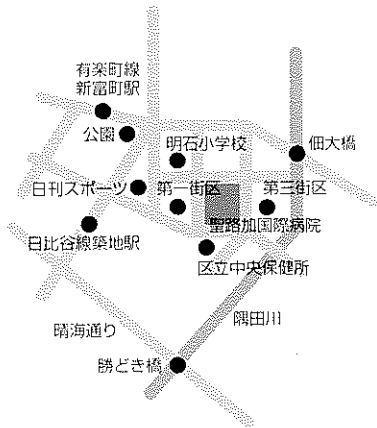 有楽町線
新富町駅
公園
明石小学校
佃大橋
日刊スポーツ
第一街区
第三街区
聖路加国際病院
日比谷線築地駅
区立中央保健所
晴海通り
隅田川
勝どき橋